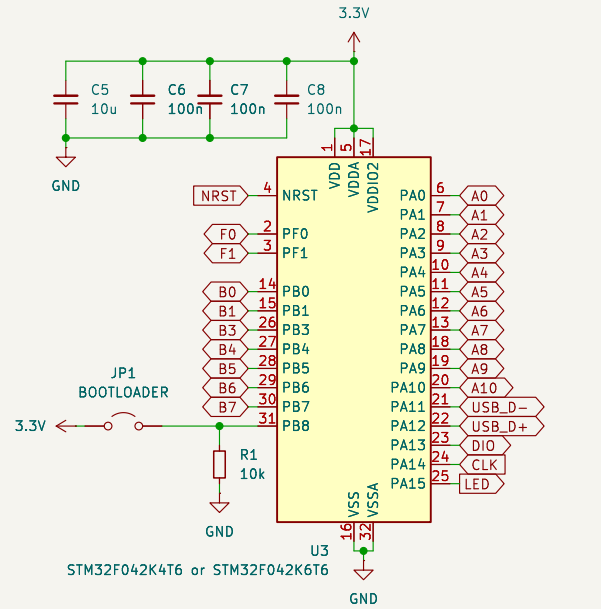 3.3V
C5
10u
C6
100n
C7
100n
C8
100n
GND
1
5
17
VDD
VDDA
VDDIO2
NRST 4 NRST
F0 2 PF0
F1 3 PF1
B0 14 PB0
B1 15 PB1
B3 26 PB3
B4 27 PB4
B5 28 PB5
B6 29 PB6
B7 30 PB7
31 PB8
PA0 6 A0
PA1 7 A1
PA2 8 A2
PA3 9 A3
PA4 10 A4
PA5 11 A5
PA6 12 A6
PA7 13 A7
PA8 18 A8
PA9 19 A9
PA10 20 A10
PA11 21 USB_D-
PA12 22 USB_D+
PA13 23 DIO
PA14 24 CLK
PA15 25 LED
JP1
BOOTLOADER
3.3V
R1
10k
GND
VSS
VSSA
16
32
U3
STM32F042K4T6 or STM32F042K6T6
GND